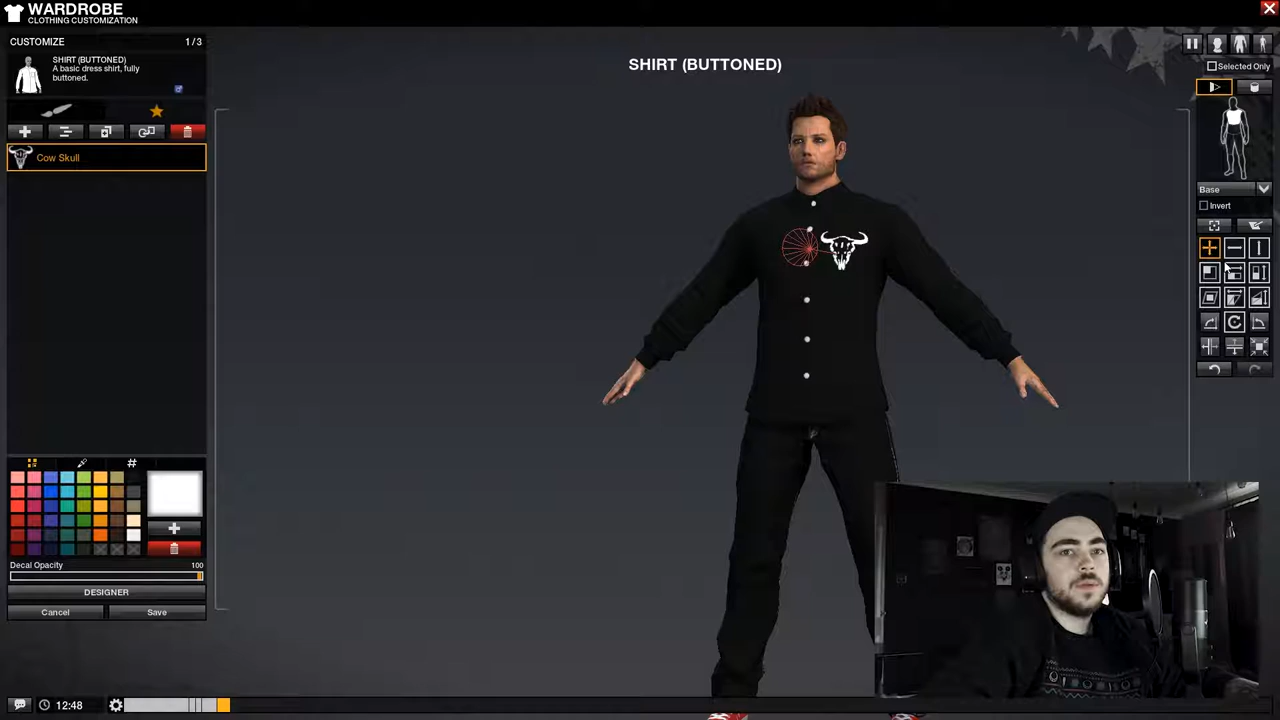 WARDROBE
CLOTHING CUSTOMIZATION
CUSTOMIZE 1/3
SHIRT (BUTTONED)
A basic dress shirt, fully
buttoned.
Cow Skull
#
Decal Opacity 100
DESIGNER
Cancel Save
12:48
SHIRT (BUTTONED)
Selected Only
Base
Invert